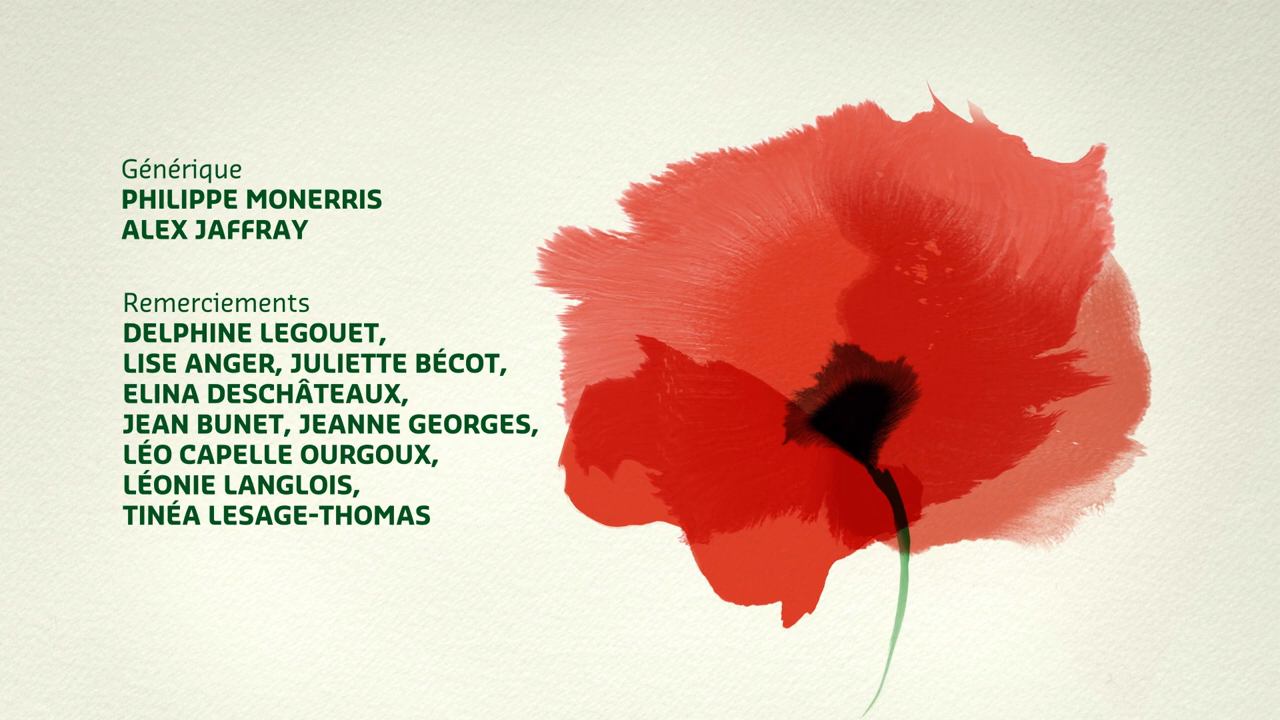 Générique
PHILIPPE MONERRIS
ALEX JAFFRAY
Remerciements
DELPHINE LEGOUET,
LISE ANGER, JULIETTE BÉCOT,
ELINA DESCHÂTEAUX,
JEAN BUNET, JEANNE GEORGES,
LÉO CAPELLE OURGOUX,
LÉONIE LANGLOIS,
TINÉA LESAGE-THOMAS